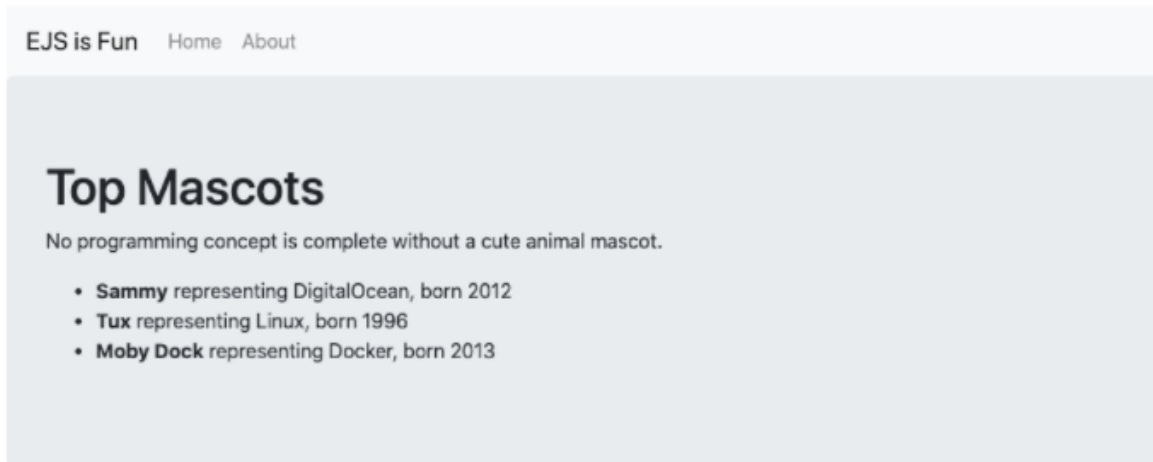 EJS is Fun Home About
Top Mascots
No programming concept is complete without a cute animal mascot.
• Sammy representing DigitalOcean, born 2012
• Tux representing Linux, born 1996
• Moby Dock representing Docker, born 2013